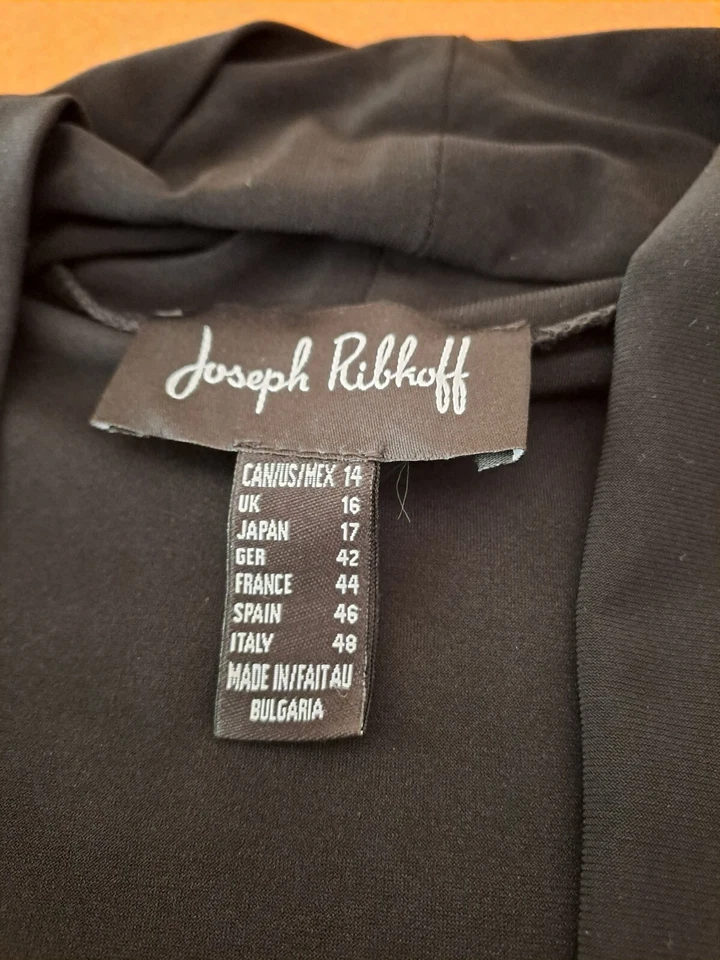 Joseph Ribkoff
CAN/US/MEX 14
UK 16
JAPAN 17
GER 42
FRANCE 44
SPAIN 46
ITALY 48
MADE IN/FAIT AU
BULGARIA